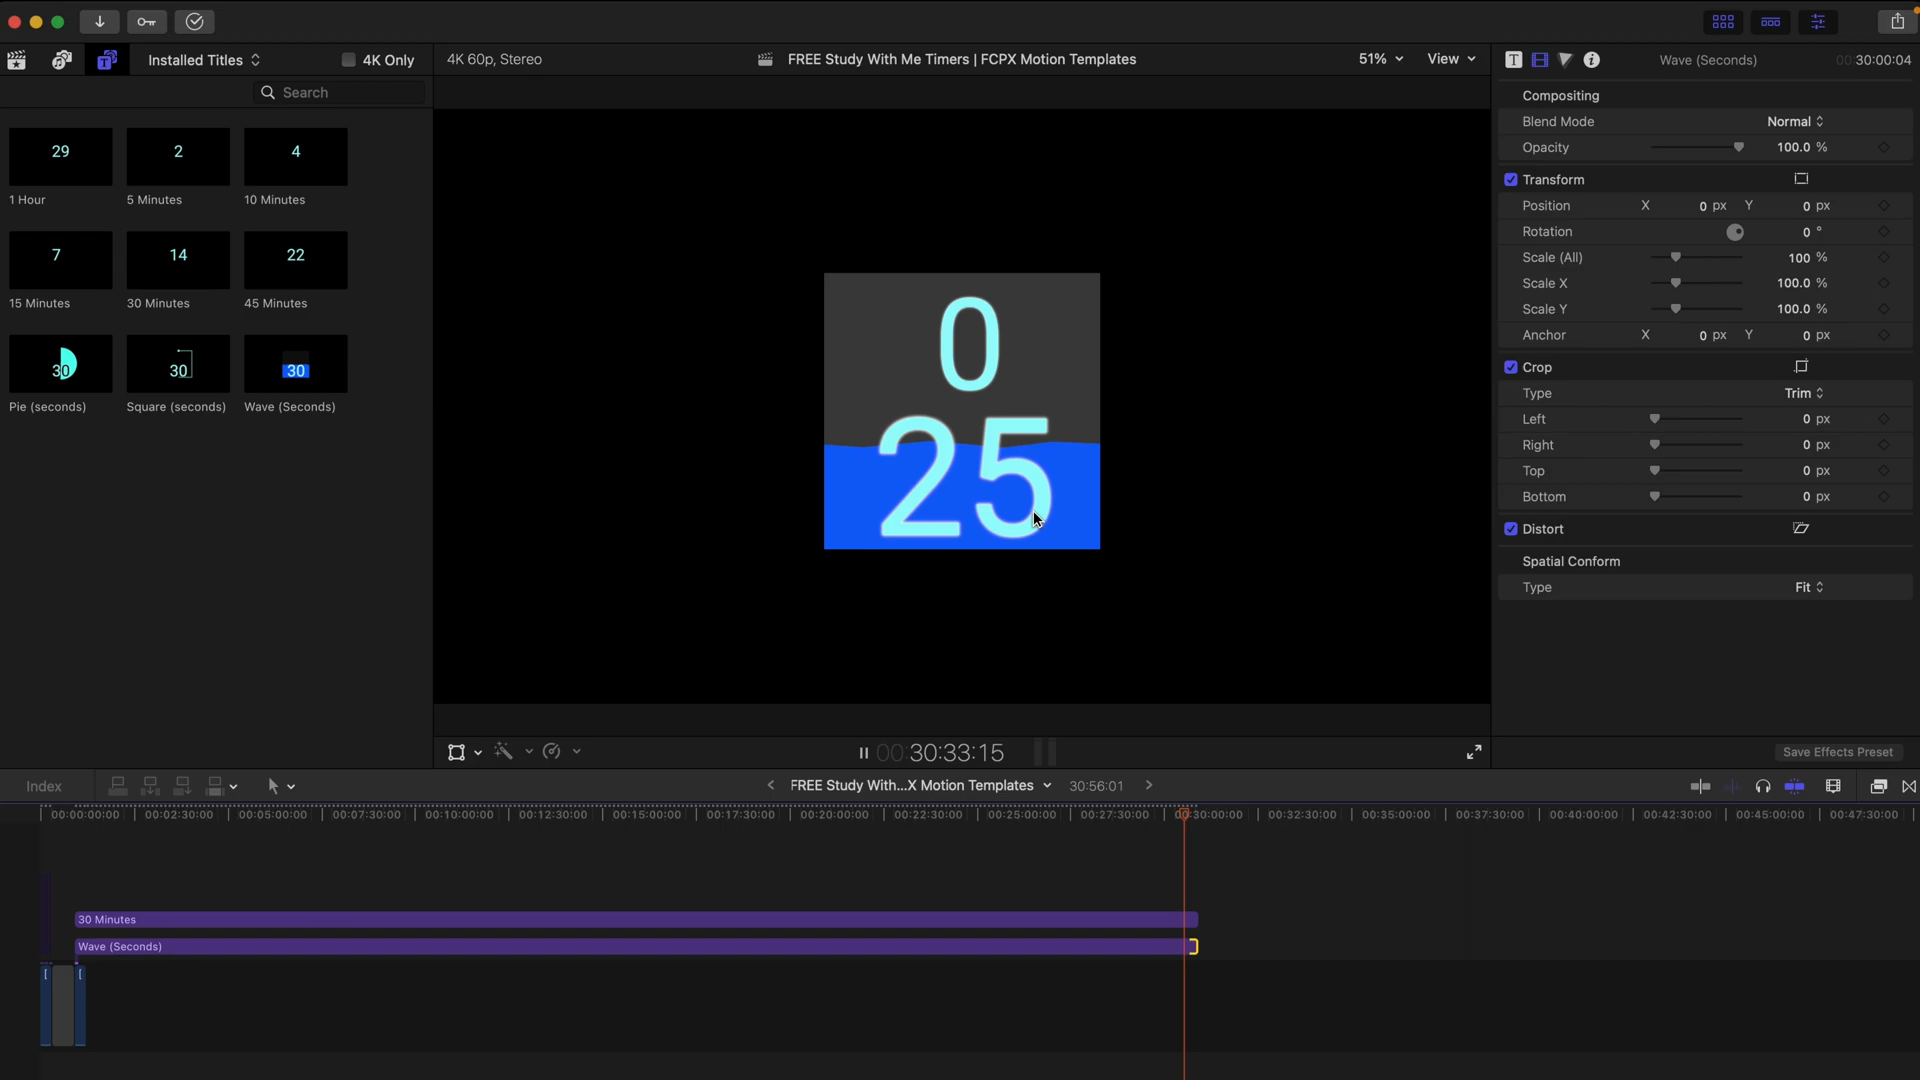 Installed Titles
4K Only
4K 60p, Stereo
FREE Study With Me Timers | FCPX Motion Templates
51%
View
Wave (Seconds)
00:30:00:04
Search
29
2
4
1 Hour
5 Minutes
10 Minutes
7
14
22
15 Minutes
30 Minutes
45 Minutes
30
30
30
Pie (seconds)
Square (seconds)
Wave (Seconds)
0
25
Compositing
Blend Mode Normal
Opacity 100.0 %
Transform
Position X 0 px Y 0 px
Rotation 0 °
Scale (All) 100 %
Scale X 100.0 %
Scale Y 100.0 %
Anchor X 0 px Y 0 px
Crop
Type Trim
Left 0 px
Right 0 px
Top 0 px
Bottom 0 px
Distort
Spatial Conform
Type Fit
00:30:33:15
Save Effects Preset
Index
FREE Study With...X Motion Templates
30:56:01
00:00:00:00 00:02:30:00 00:05:00:00 00:07:30:00 00:10:00:00 00:12:30:00 00:15:00:00 00:17:30:00 00:20:00:00 00:22:30:00 00:25:00:00 00:27:30:00 00:30:00:00 00:32:30:00 00:35:00:00 00:37:30:00 00:40:00:00 00:42:30:00 00:45:00:00 00:47:30:00
30 Minutes
Wave (Seconds)